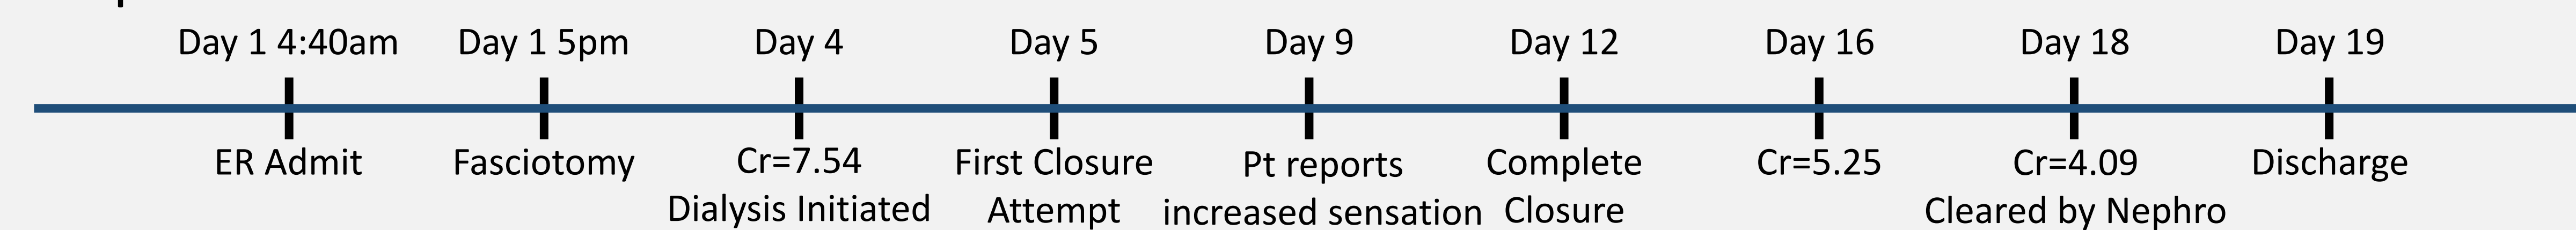 Day 1 4:40am
Day 1 5pm
Day 4
Day 5
Day 9
Day 12
Day 16
Day 18
Day 19
ER Admit
Fasciotomy
Cr=7.54
Dialysis Initiated
First Closure
Attempt
Pt reports
increased sensation
Complete
Closure
Cr=5.25
Cr=4.09
Cleared by Nephro
Discharge